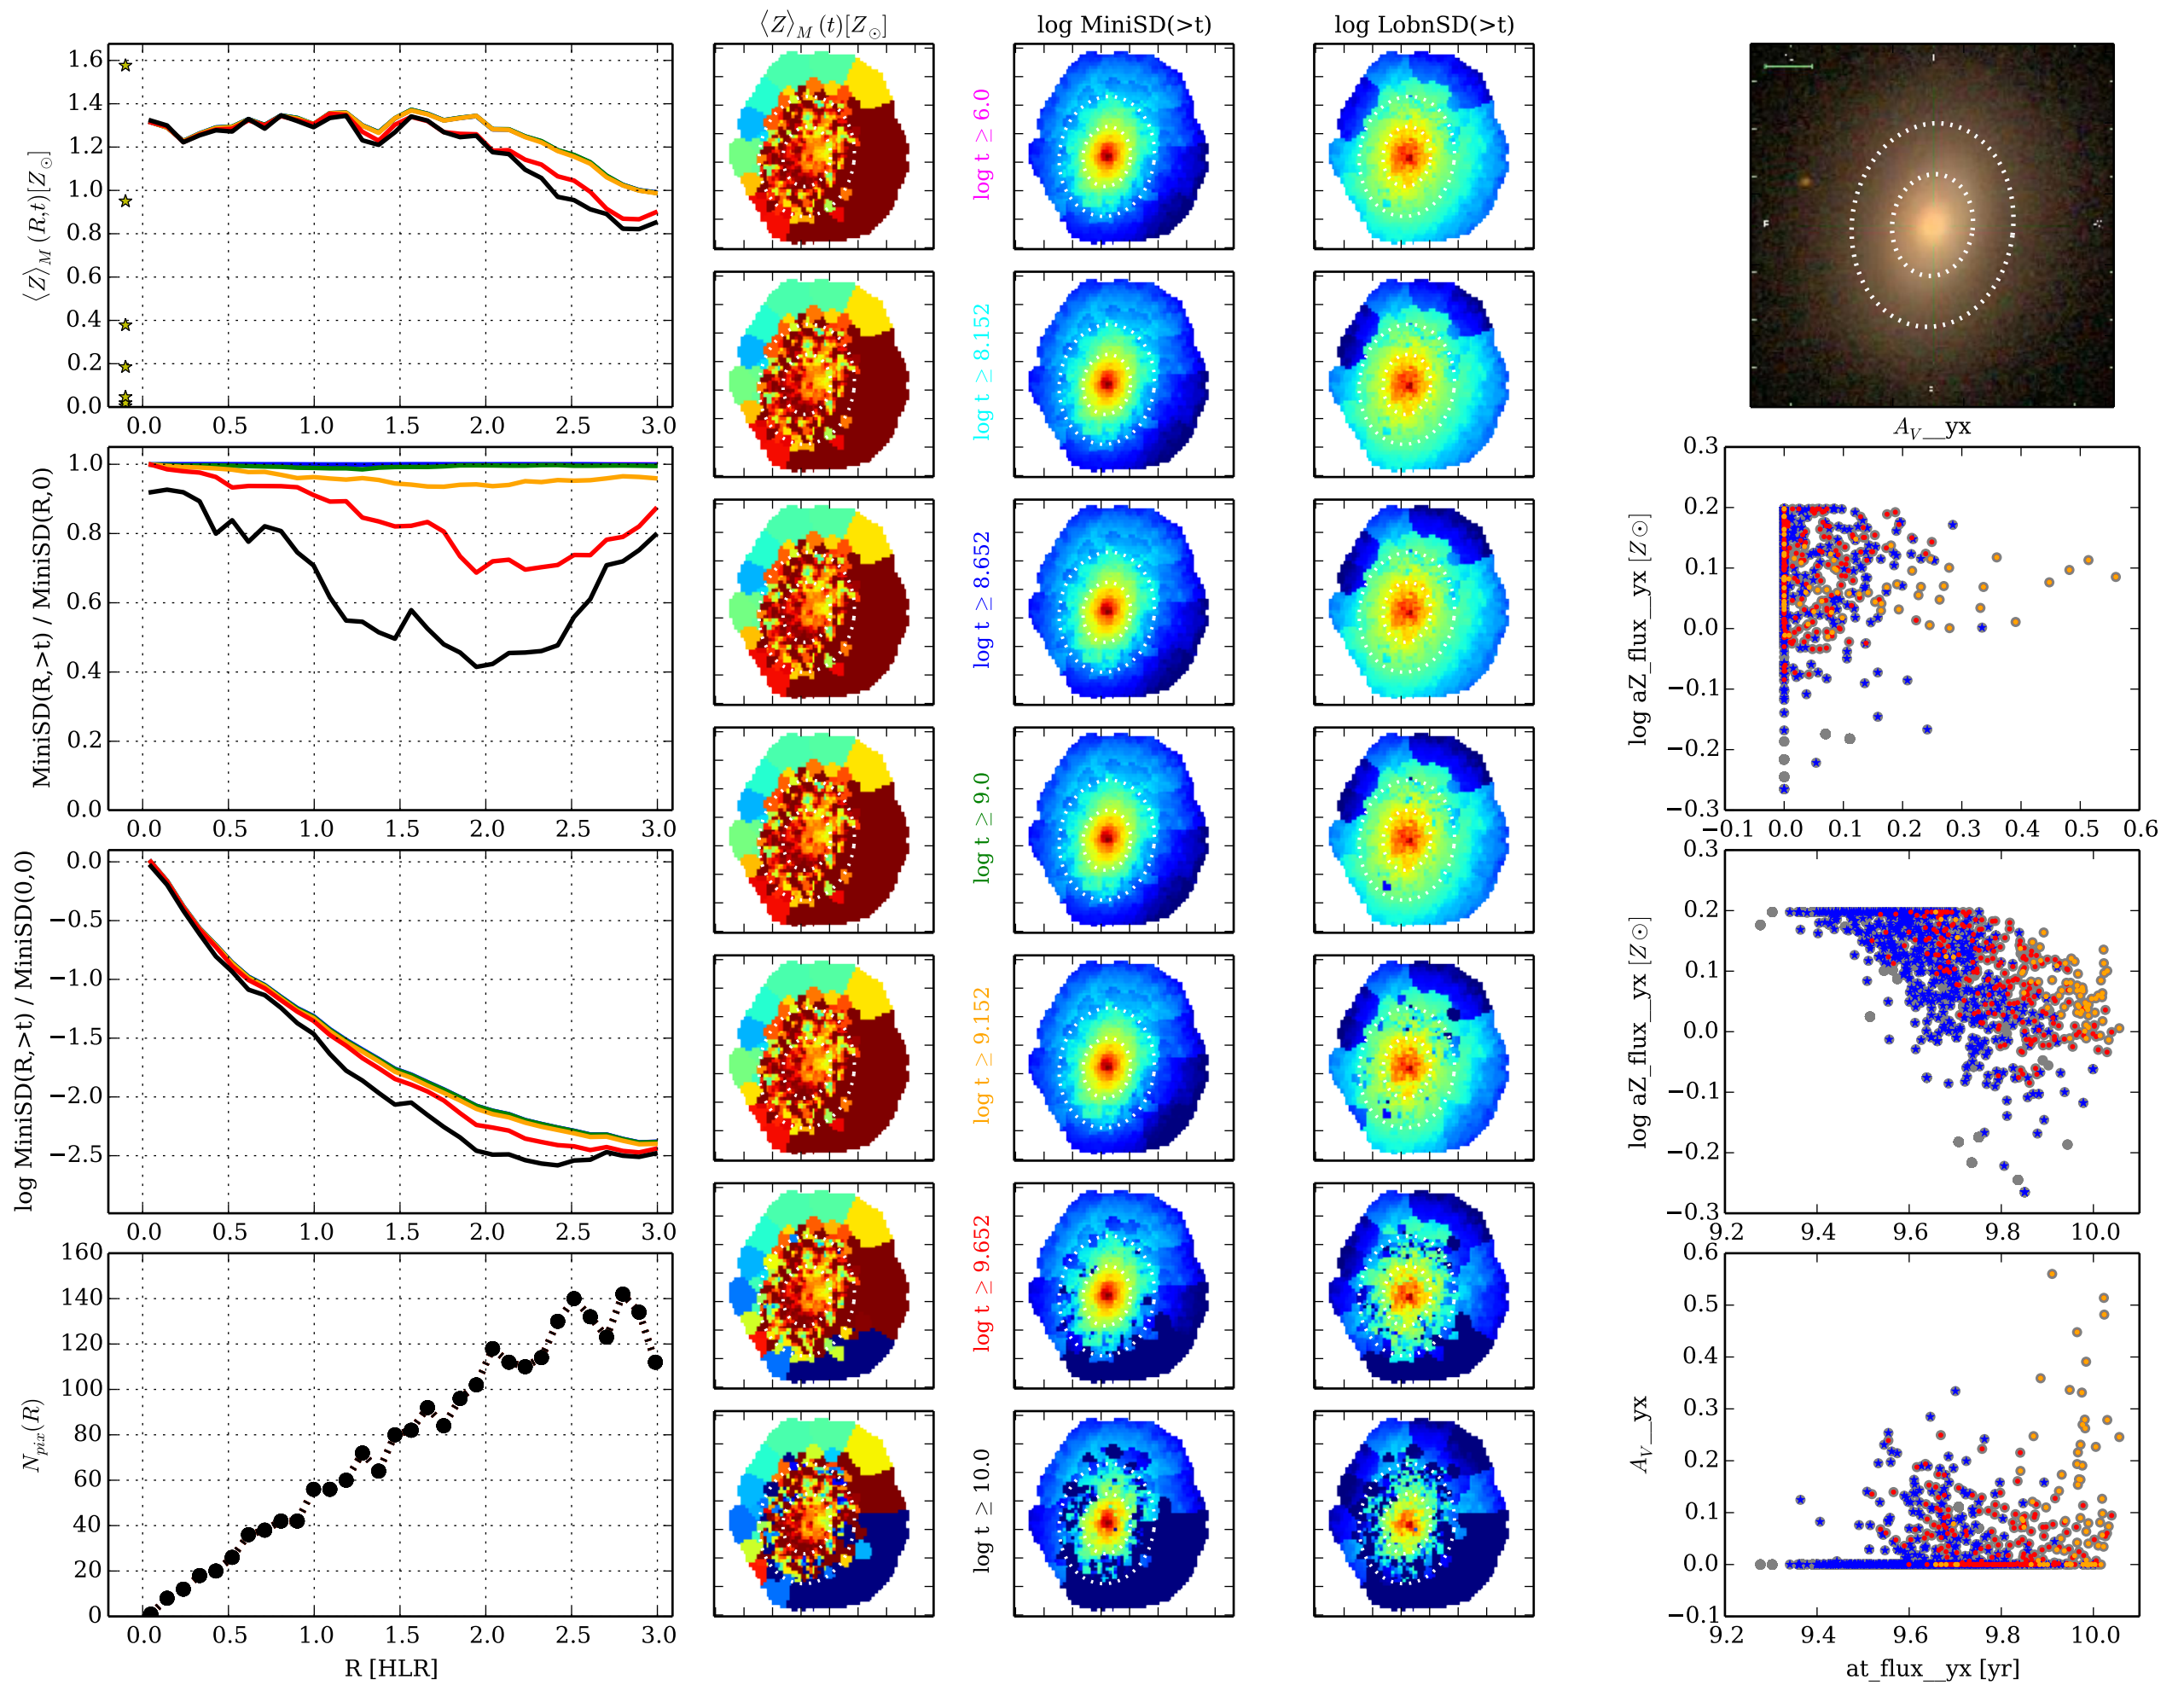 ⟨Z⟩_M (t)[Z_⊙]
log MiniSD(>t)
log LobnSD(>t)
⟨Z⟩_M (R,t)[Z_⊙]
1.6
1.4
1.2
1.0
0.8
0.6
0.4
0.2
0.0
0.0 0.5 1.0 1.5 2.0 2.5 3.0
MiniSD(R,>t) / MiniSD(R,0)
1.0
0.8
0.6
0.4
0.2
0.0
0.0 0.5 1.0 1.5 2.0 2.5 3.0
log MiniSD(R,>t) / MiniSD(0,0)
0.0
−0.5
−1.0
−1.5
−2.0
−2.5
0.0 0.5 1.0 1.5 2.0 2.5 3.0
N_pix(R)
160
140
120
100
80
60
40
20
0
0.0 0.5 1.0 1.5 2.0 2.5 3.0
R [HLR]
log t ≥ 6.0
log t ≥ 8.152
log t ≥ 8.652
log t ≥ 9.0
log t ≥ 9.152
log t ≥ 9.652
log t ≥ 10.0
A_V__yx
log aZ_flux__yx [Z⊙]
0.3
0.2
0.1
0.0
−0.1
−0.2
−0.3
−0.1 0.0 0.1 0.2 0.3 0.4 0.5 0.6
log aZ_flux__yx [Z⊙]
0.3
0.2
0.1
0.0
−0.1
−0.2
−0.3
9.2 9.4 9.6 9.8 10.0
A_V__yx
0.6
0.5
0.4
0.3
0.2
0.1
0.0
−0.1
9.2 9.4 9.6 9.8 10.0
at_flux__yx [yr]